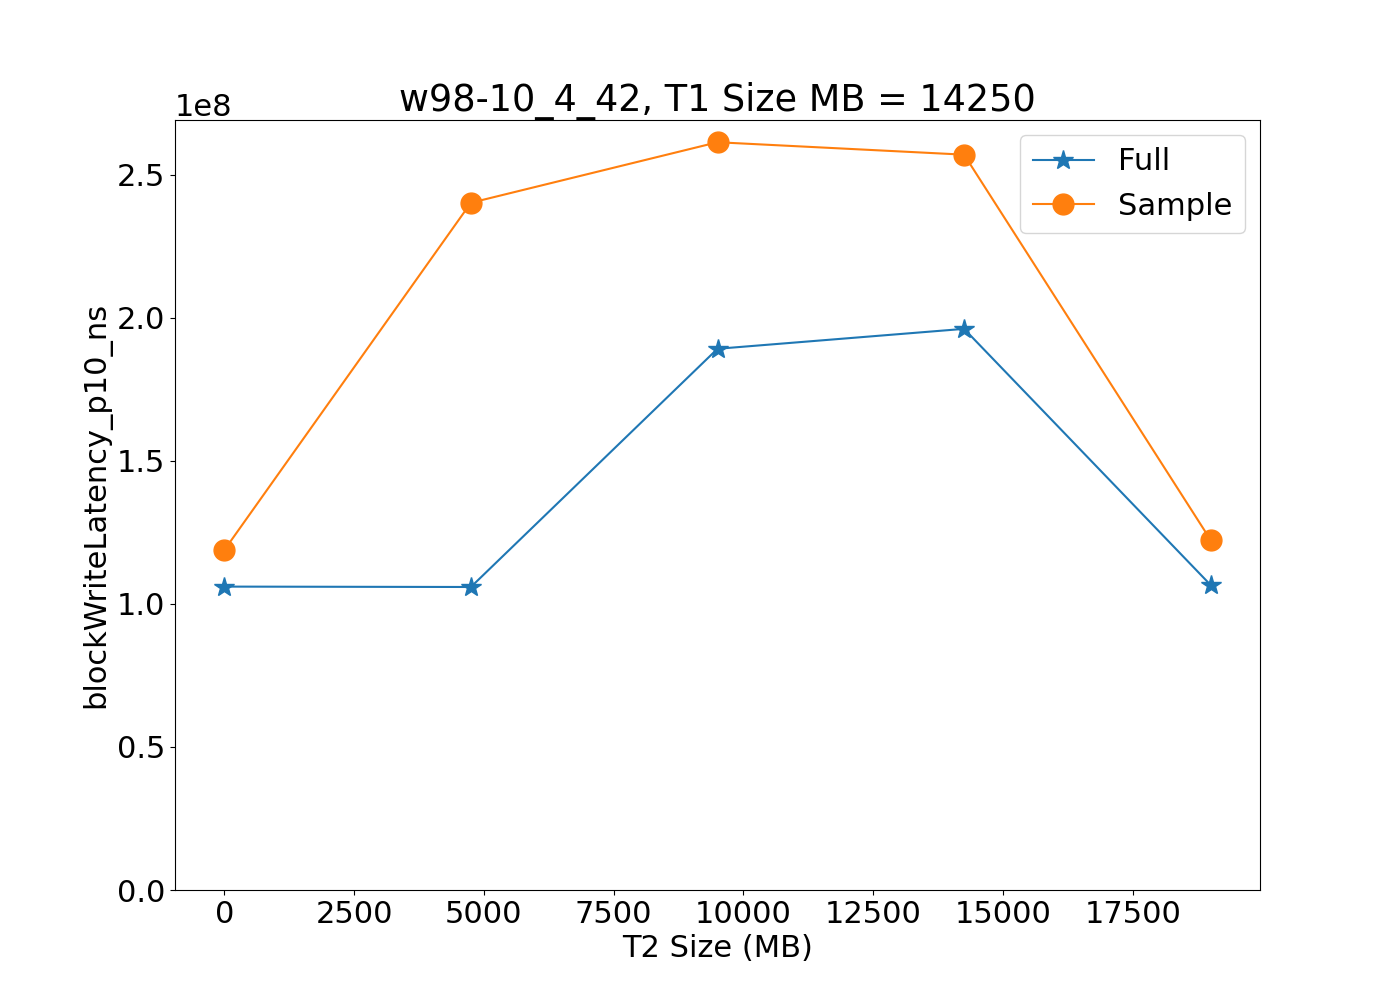 w98-10_4_42, T1 Size MB = 14250
1e8
Full
Sample
2.5
2.0
1.5
1.0
0.5
0.0
blockWriteLatency_p10_ns
0 2500 5000 7500 10000 12500 15000 17500
T2 Size (MB)